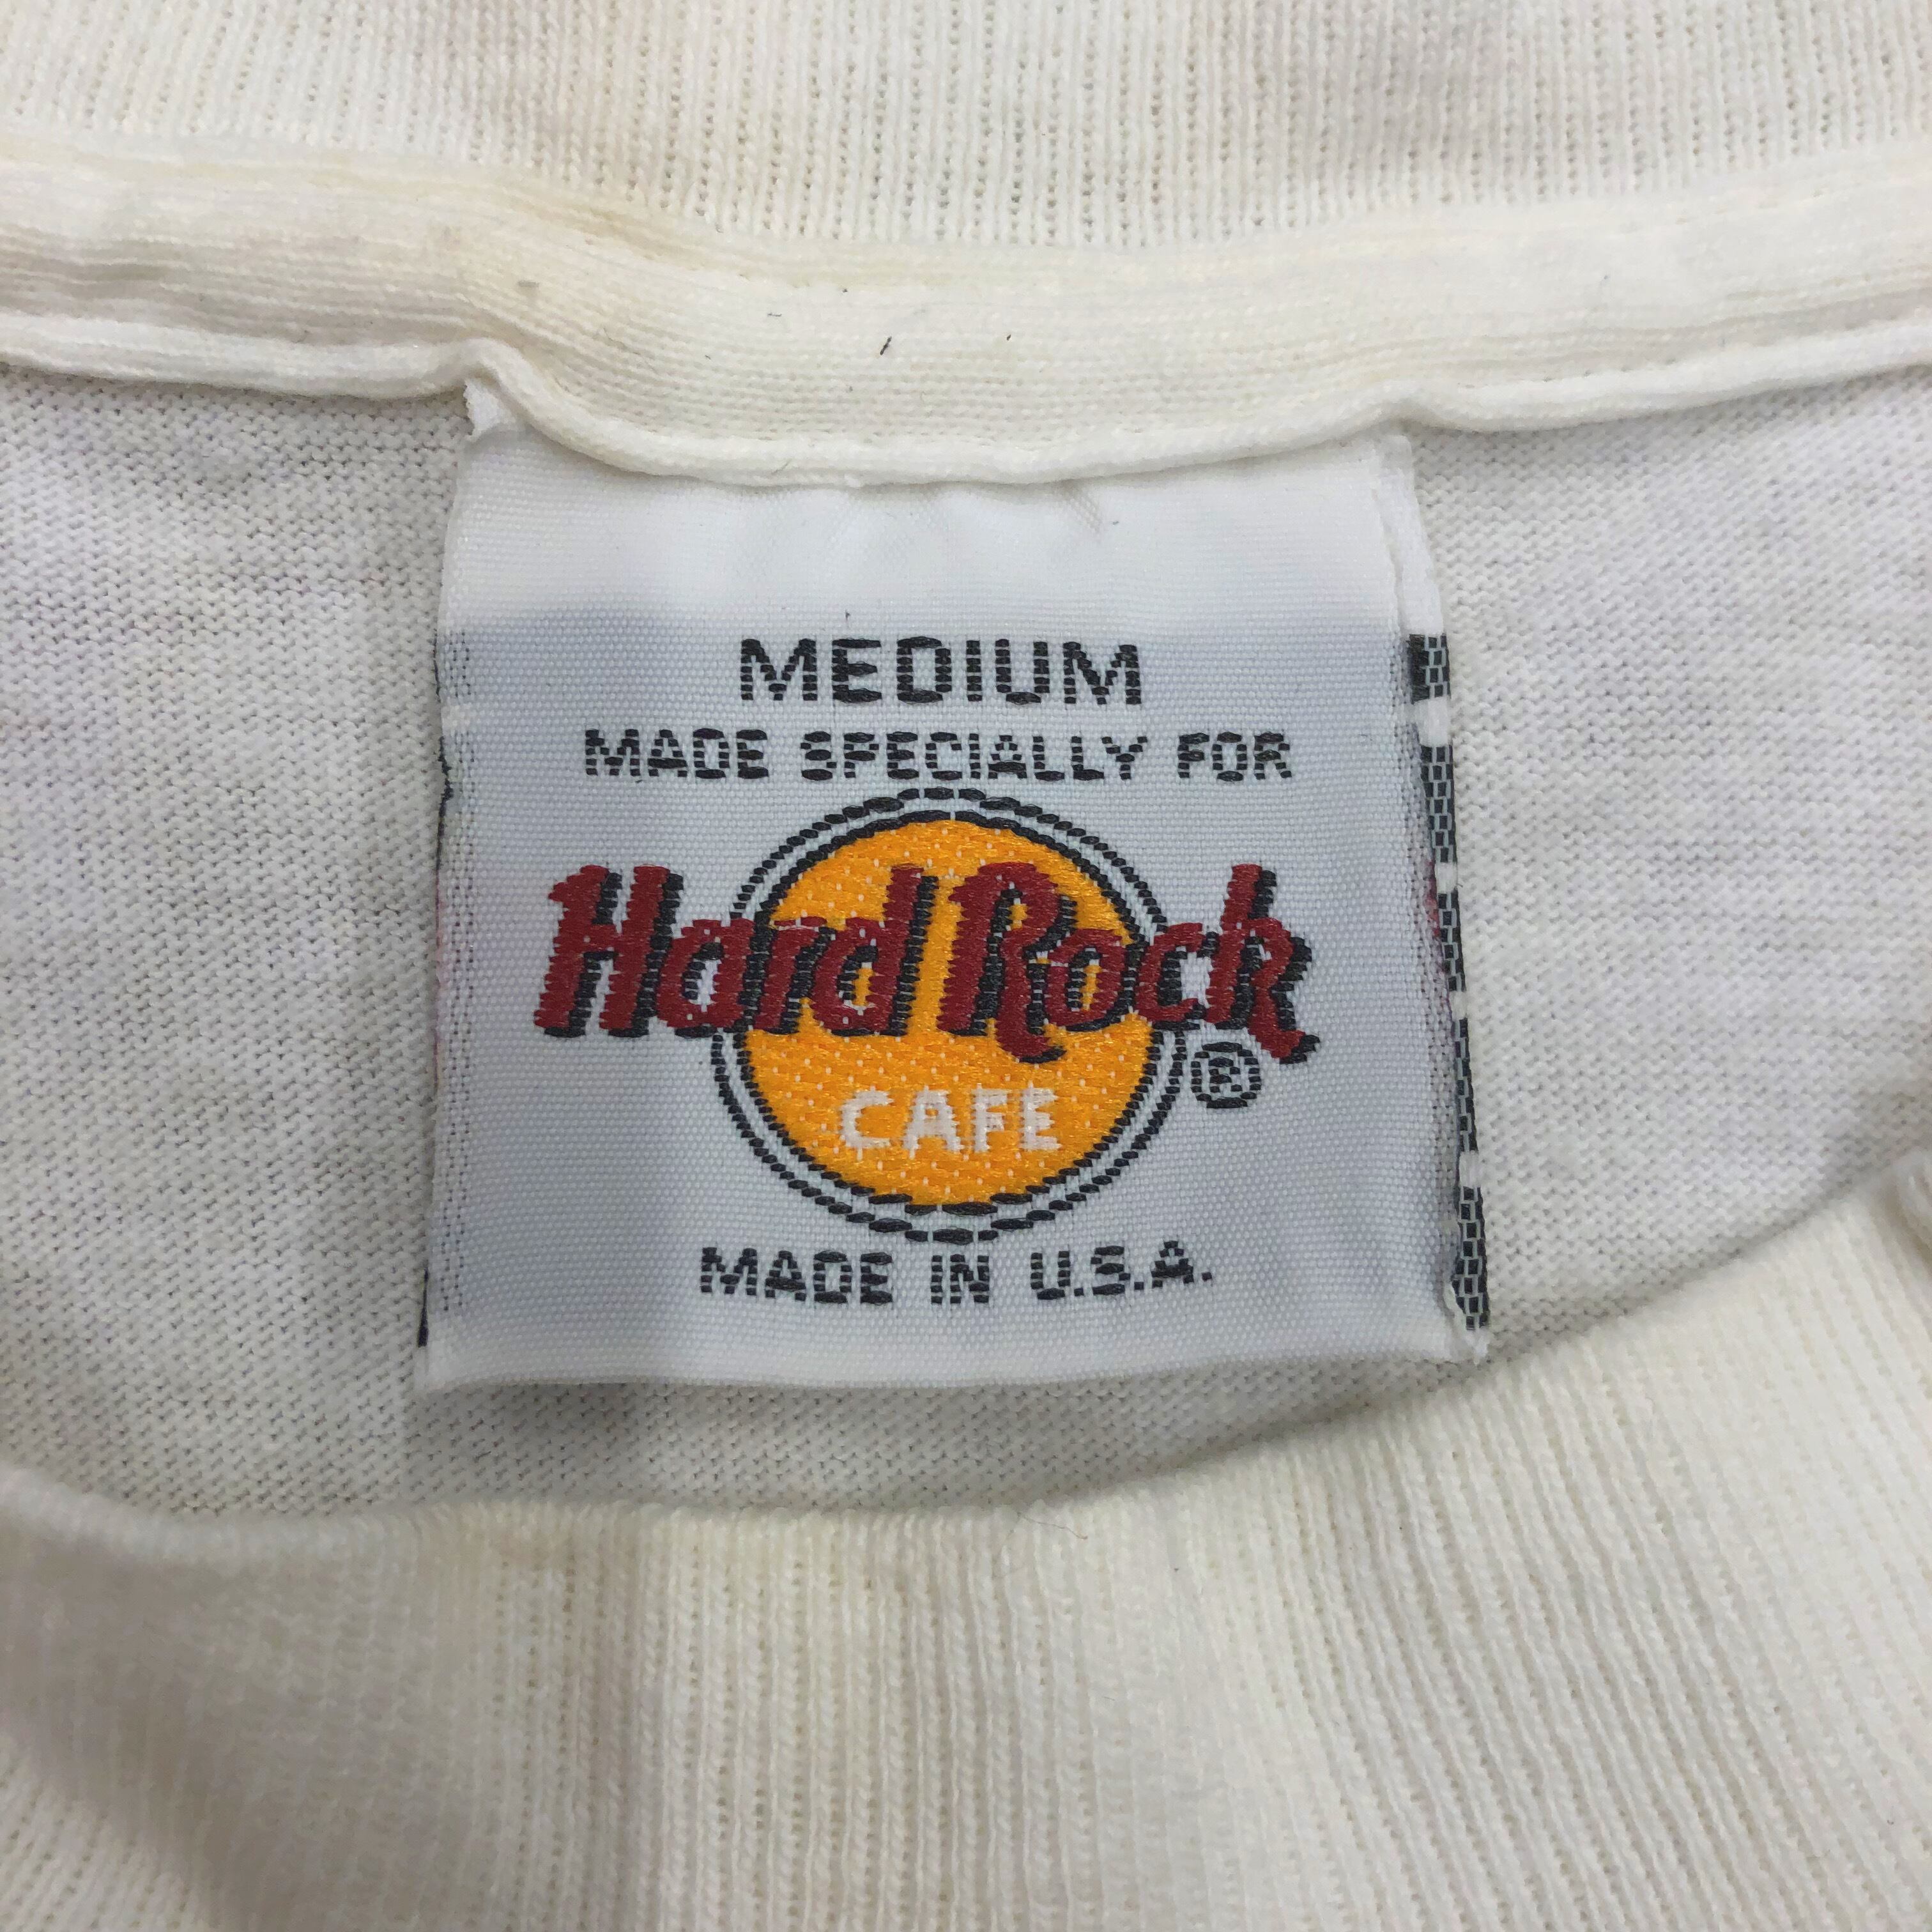 MEDIUM
MADE SPECIALLY FOR
Hard Rock
®
CAFE
MADE IN U.S.A.